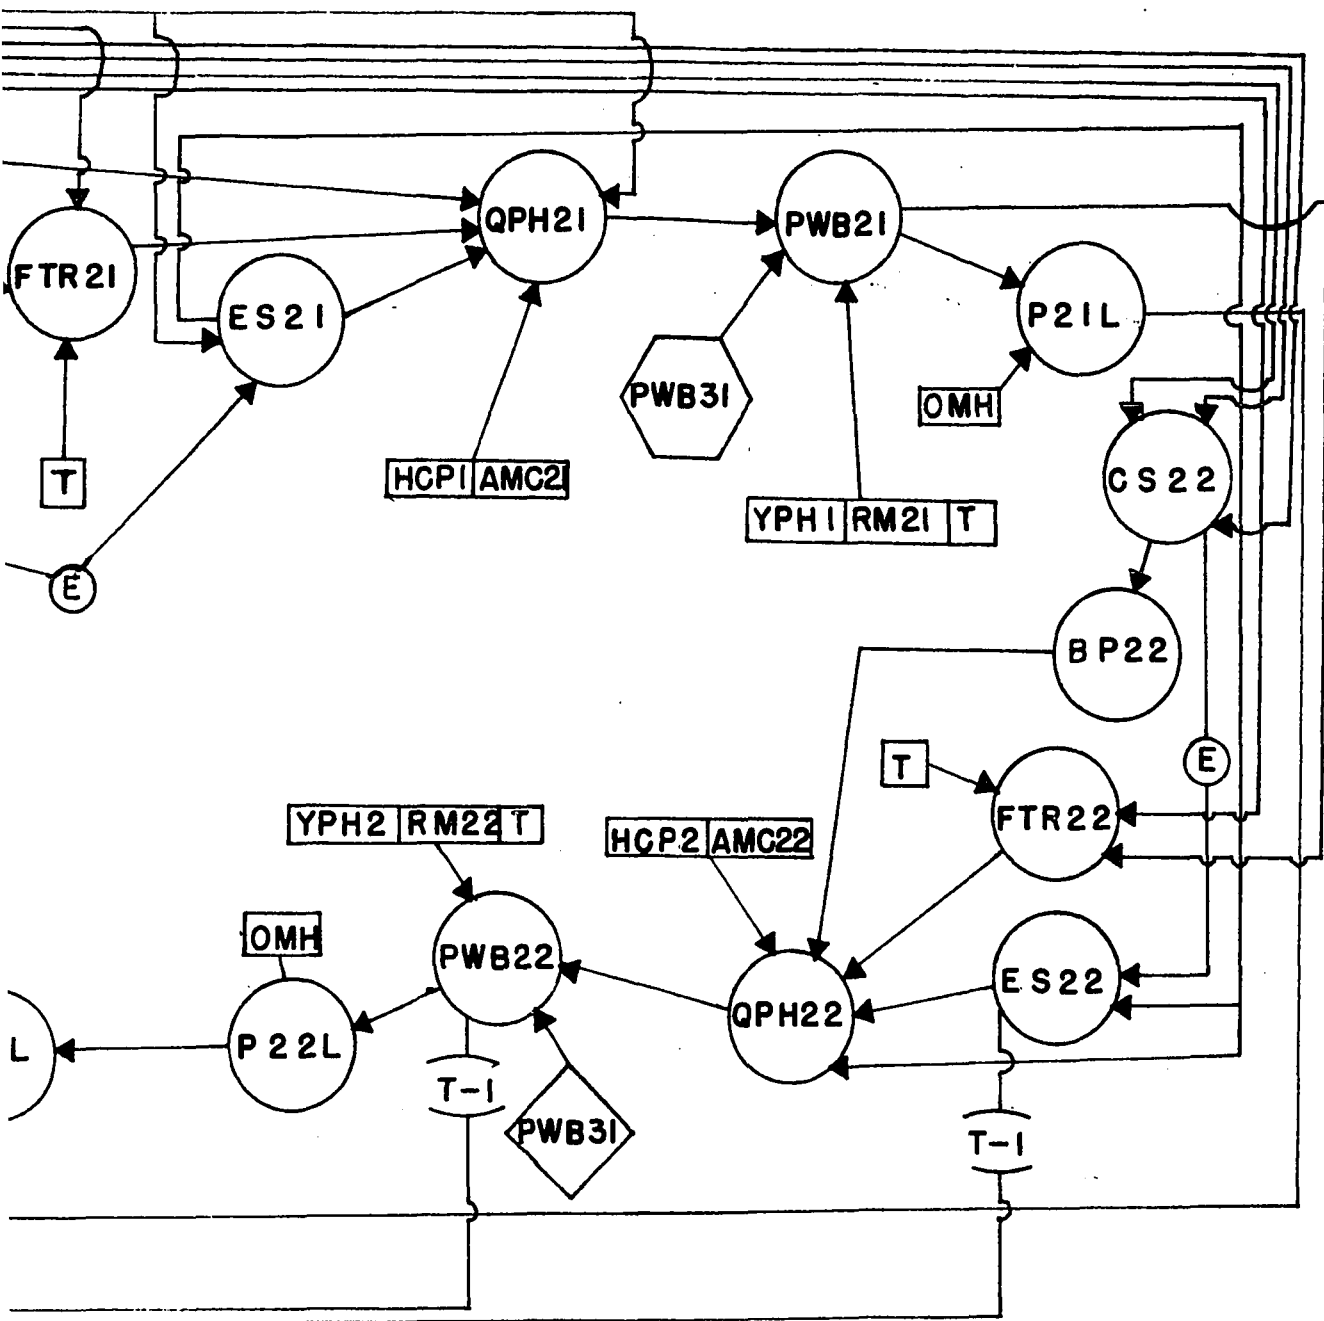 QPH21
PWB21
FTR21
ES21
P21L
PWB31
OMH
T
HCP1 AMC21
CS22
YPH1 RM21 T
E
BP22
T
E
YPH2 RM22 T
HCP2 AMC22
FTR22
OMH
PWB22
ES22
QPH22
L
P22L
T-1
PWB31
T-1